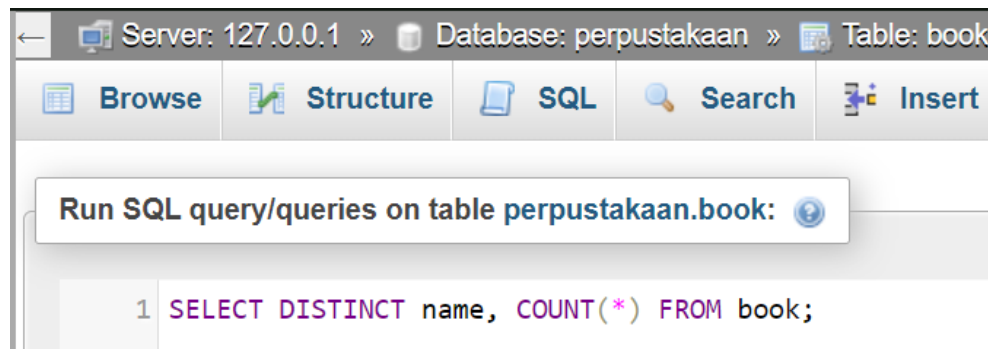 ← Server: 127.0.0.1 » Database: perpustakaan » Table: book
Browse Structure SQL Search Insert
Run SQL query/queries on table perpustakaan.book:
1 SELECT DISTINCT name, COUNT(*) FROM book;